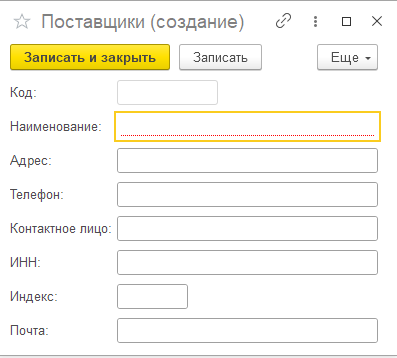 Поставщики (создание)
Записать и закрыть Записать Еще
Код:
Наименование:
Адрес:
Телефон:
Контактное лицо:
ИНН:
Индекс:
Почта: